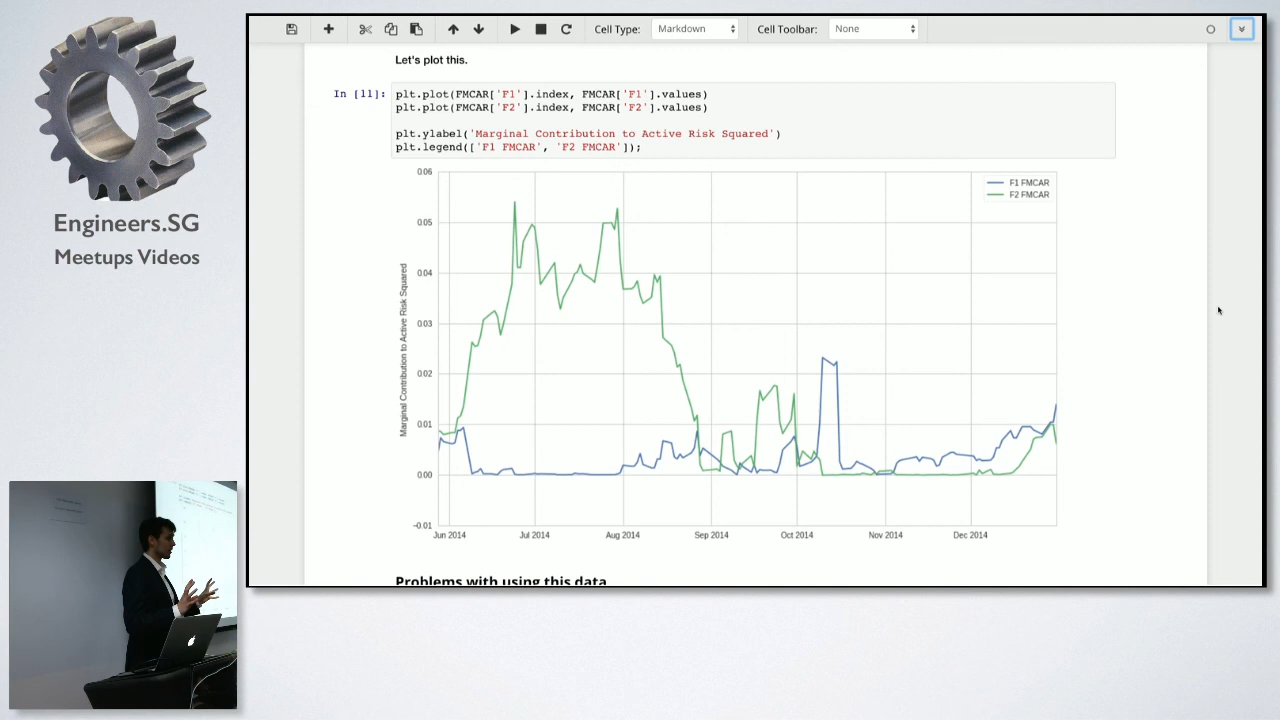 Engineers.SG
Meetups Videos
Cell Type:
Markdown
Cell Toolbar:
None
Let's plot this.
In [11]:
plt.plot(FMCAR['F1'].index, FMCAR['F1'].values)
plt.plot(FMCAR['F2'].index, FMCAR['F2'].values)
plt.ylabel('Marginal Contribution to Active Risk Squared')
plt.legend(['F1 FMCAR', 'F2 FMCAR']);
0.06
0.05
0.04
0.03
0.02
0.01
0.00
-0.01
Marginal Contribution to Active Risk Squared
F1 FMCAR
F2 FMCAR
Jun 2014
Jul 2014
Aug 2014
Sep 2014
Oct 2014
Nov 2014
Dec 2014
Problems with using this data